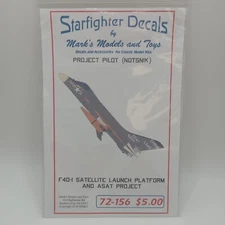 Starfighter Decals
by
Mark's Models and Toys
PROJECT PILOT (NOTSNIK)
F4D-1 SATELLITE LAUNCH PLATFORM
AND ASAT PROJECT
72-156 $5.00